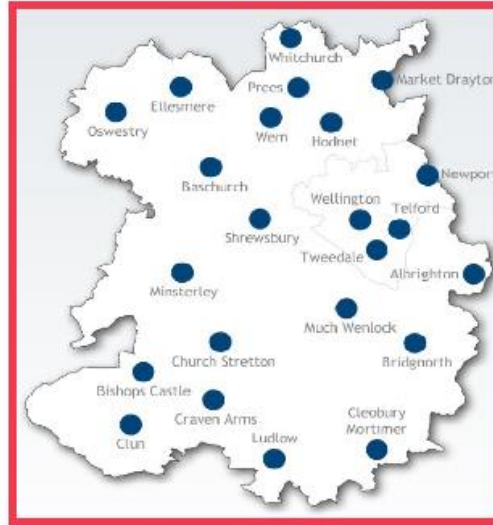 Whitchurch
Prees
Market Drayton
Ellesmere
Oswestry
Wem
Hodnet
Baschurch
Newport
Wellington
Telford
Shrewsbury
Tweedale
Albrighton
Minsterley
Much Wenlock
Church Stretton
Bridgnorth
Bishops Castle
Craven Arms
Cleobury
Mortimer
Clun
Ludlow